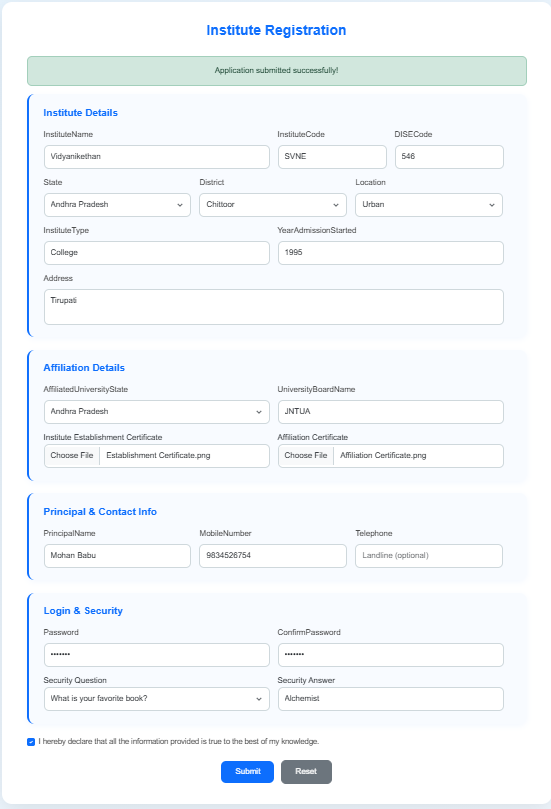 Institute Registration
Application submitted successfully!
Institute Details
InstituteName InstituteCode DISECode
Vidyanikethan SVNE 546
State District Location
Andhra Pradesh Chittoor Urban
InstituteType YearAdmissionStarted
College 1995
Address
Tirupati
Affiliation Details
AffiliatedUniversityState UniversityBoardName
Andhra Pradesh JNTUA
Institute Establishment Certificate Affiliation Certificate
Choose File Establishment Certificate.png Choose File Affiliation Certificate.png
Principal & Contact Info
PrincipalName MobileNumber Telephone
Mohan Babu 9834526754 Landline (optional)
Login & Security
Password ConfirmPassword
••••••• •••••••
Security Question Security Answer
What is your favorite book? Alchemist
I hereby declare that all the information provided is true to the best of my knowledge.
Submit Reset